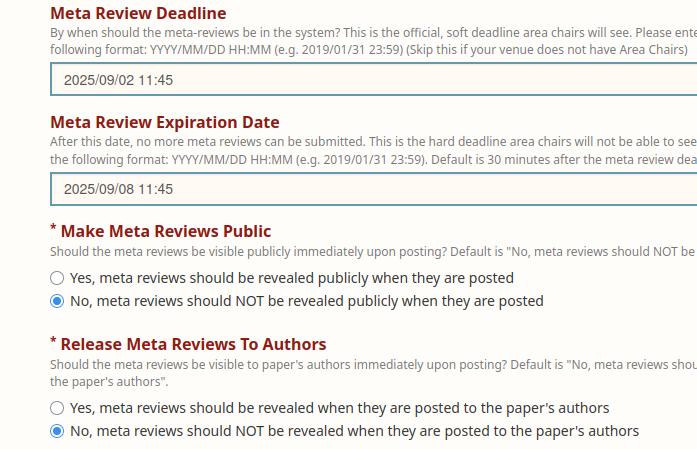 Meta Review Deadline
By when should the meta-reviews be in the system? This is the official, soft deadline area chairs will see. Please ente
following format: YYYY/MM/DD HH:MM (e.g. 2019/01/31 23:59) (Skip this if your venue does not have Area Chairs)
2025/09/02 11:45
Meta Review Expiration Date
After this date, no more meta reviews can be submitted. This is the hard deadline area chairs will not be able to see
the following format: YYYY/MM/DD HH:MM (e.g. 2019/01/31 23:59). Default is 30 minutes after the meta review dea
2025/09/08 11:45
* Make Meta Reviews Public
Should the meta reviews be visible publicly immediately upon posting? Default is "No, meta reviews should NOT be
Yes, meta reviews should be revealed publicly when they are posted
No, meta reviews should NOT be revealed publicly when they are posted
* Release Meta Reviews To Authors
Should the meta reviews be visible to paper's authors immediately upon posting? Default is "No, meta reviews shou
the paper's authors".
Yes, meta reviews should be revealed when they are posted to the paper's authors
No, meta reviews should NOT be revealed when they are posted to the paper's authors